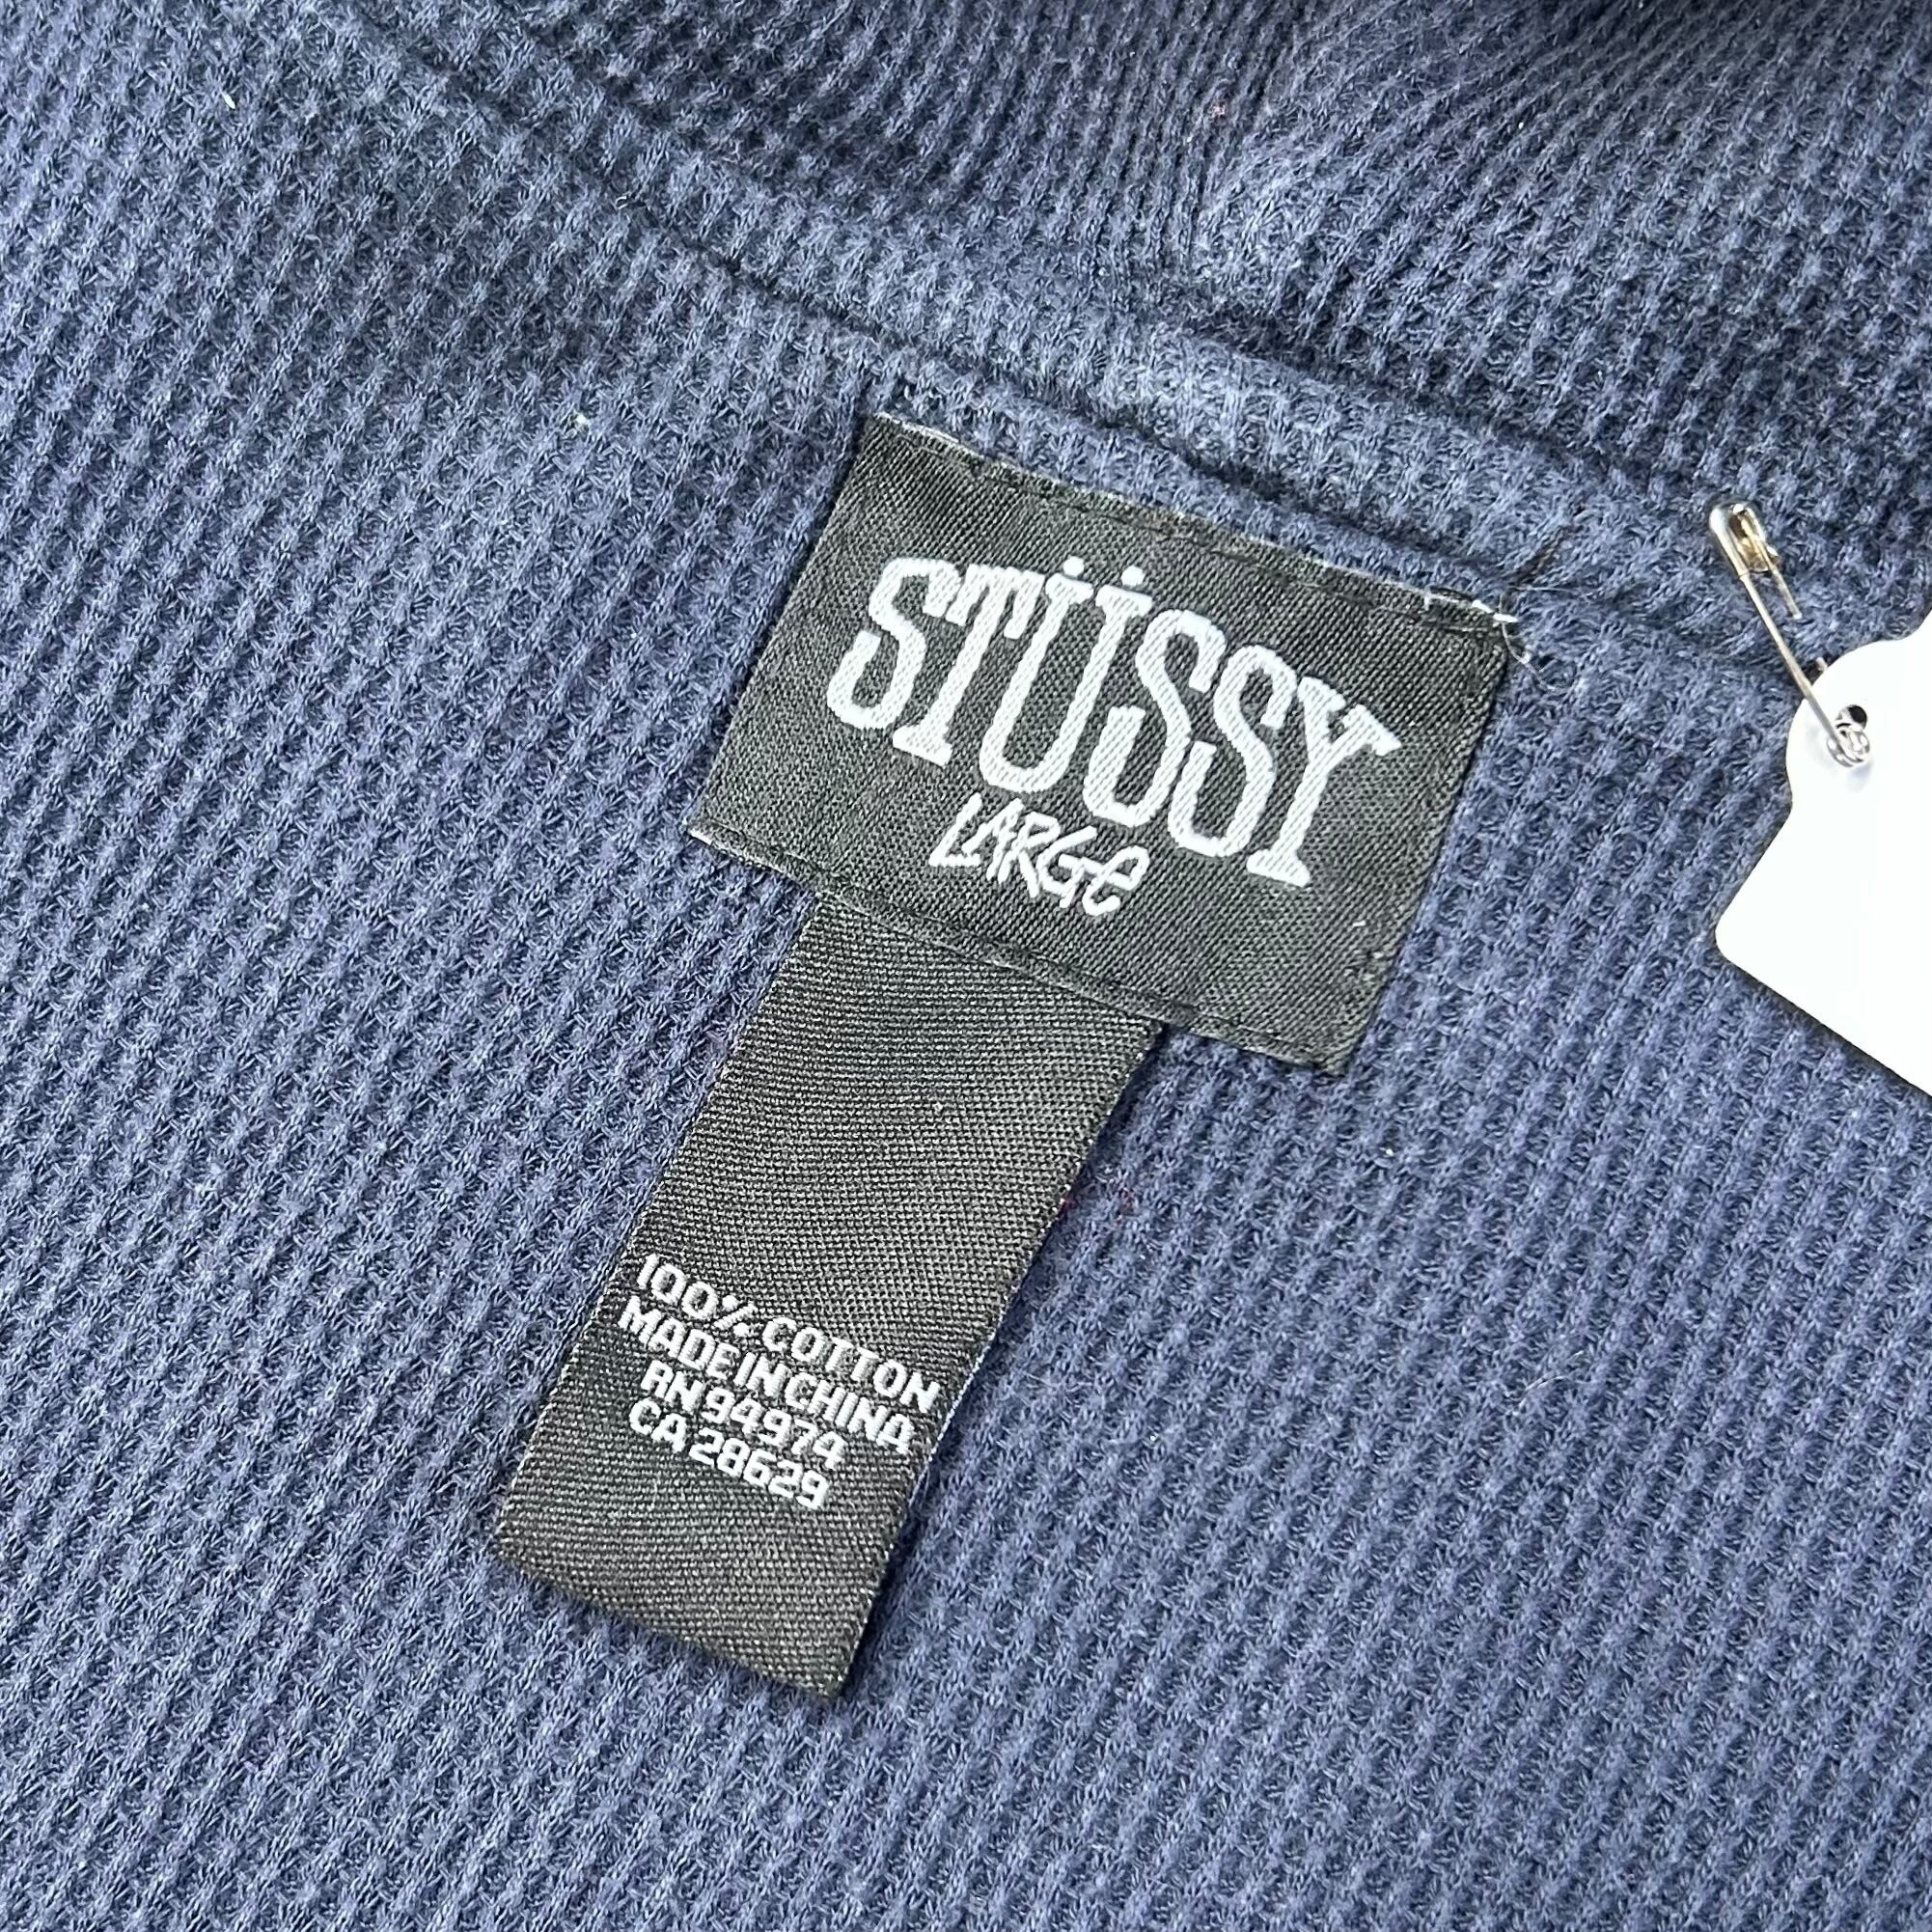 STÜSSY
LARGe
100% COTTON
MADE IN CHINA
RN 94974
CA 28629